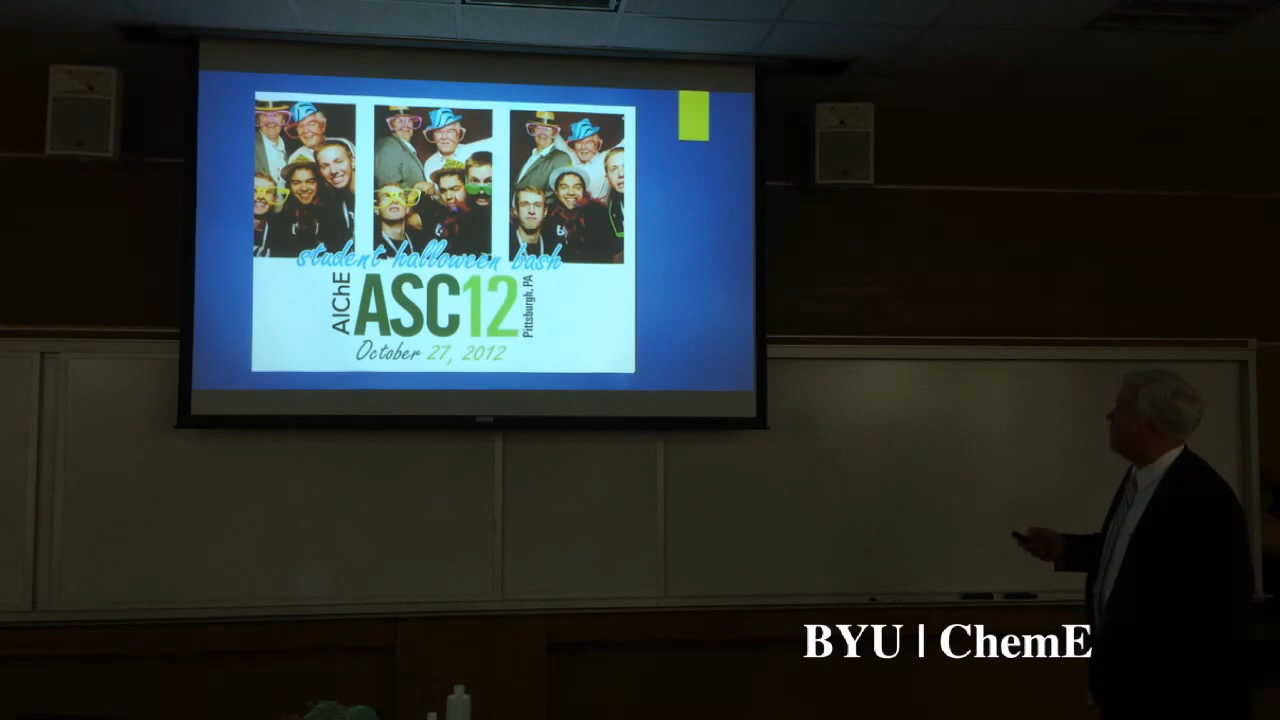 student halloween bash
AIChE
ASC12
Pittsburgh, PA
October 27, 2012
BYU | ChemE